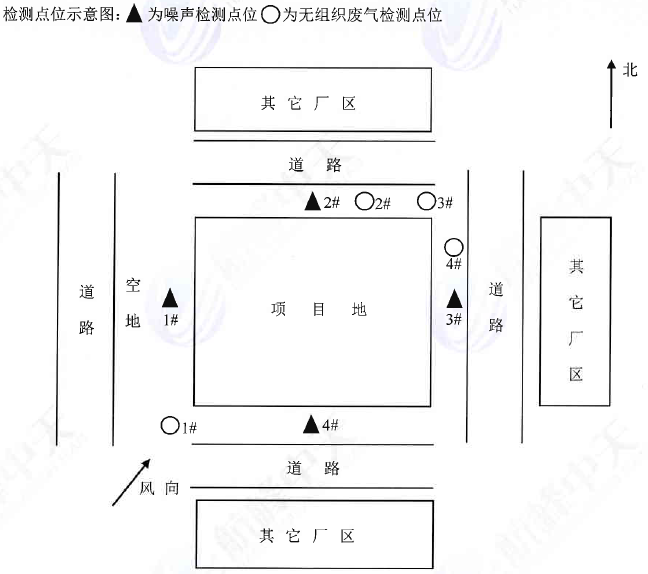 检测点位示意图：▲为噪声检测点位○为无组织废气检测点位
北
其它厂区
道路
▲2# ○2# ○3#
○
4#
道路
空地
▲
1#
项目地
▲
3#
道路
其它厂区
○1#
▲4#
风向
道路
其它厂区